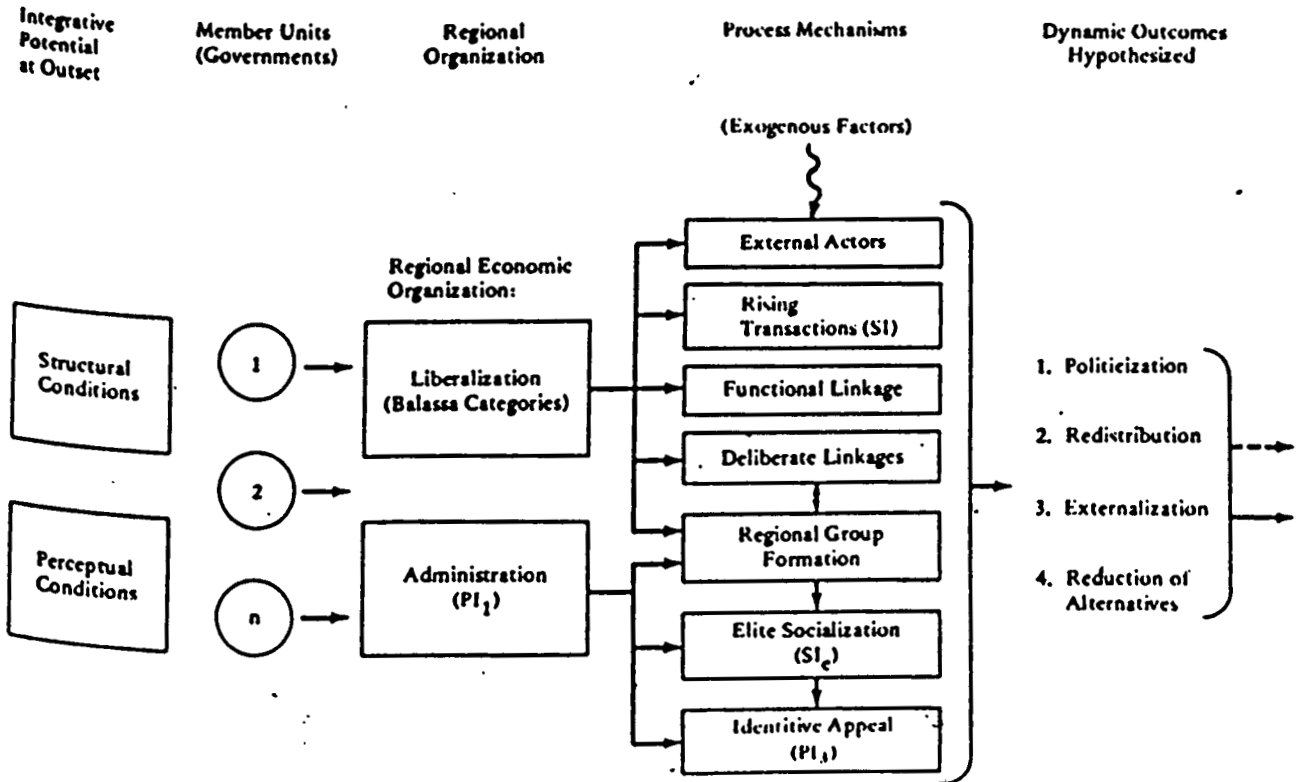 Integrative
Potential
at Outset
Member Units
(Governments)
Regional
Organization
Process Mechanisms
Dynamic Outcomes
Hypothesized
(Exogenous Factors)
Regional Economic
Organization:
Structural
Conditions
Perceptual
Conditions
1
2
n
Liberalization
(Balassa Categories)
Administration
(PI₁)
External Actors
Rising
Transactions (SI)
Functional Linkage
Deliberate Linkages
Regional Group
Formation
Elite Socialization
(SIₑ)
Identitive Appeal
1. Politicization
2. Redistribution
3. Externalization
4. Reduction of
Alternatives